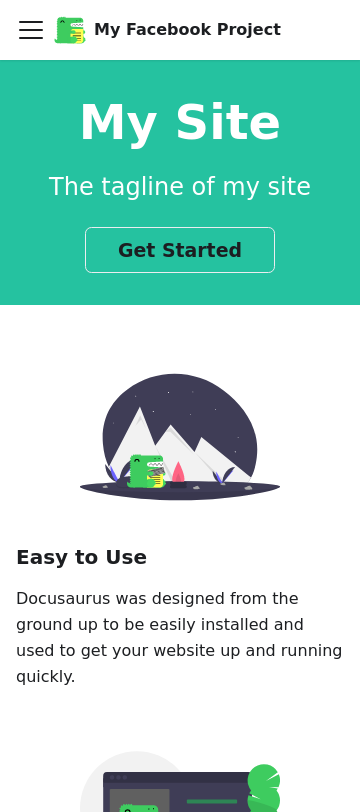 My Facebook Project
My Site
The tagline of my site
Get Started
Easy to Use
Docusaurus was designed from the
ground up to be easily installed and
used to get your website up and running
quickly.